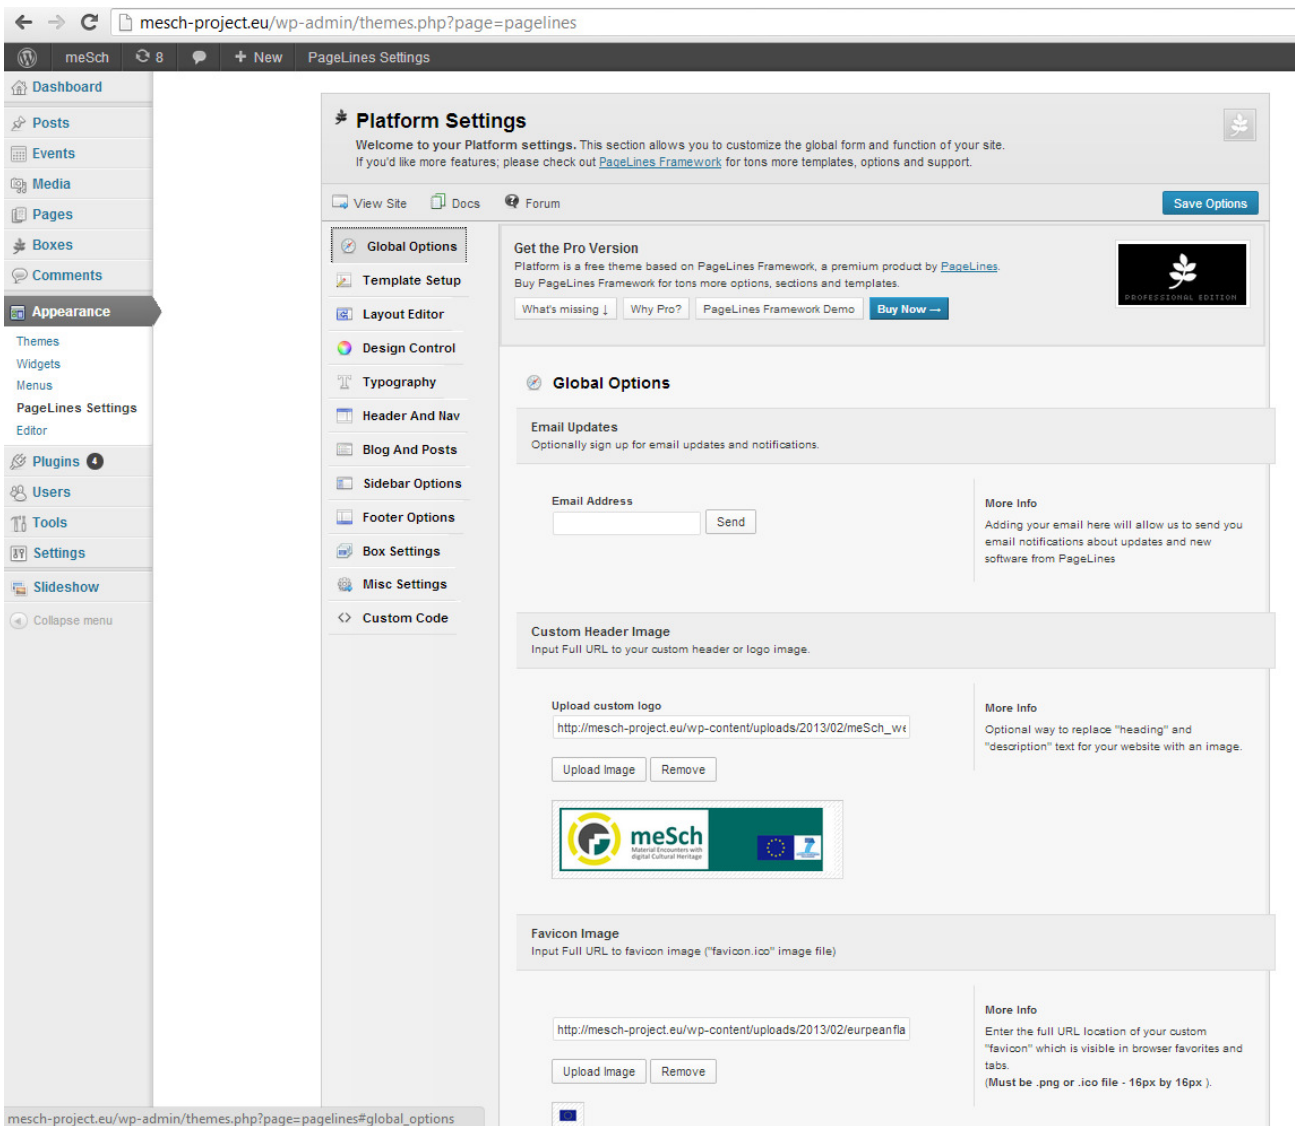 mesch-project.eu/wp-admin/themes.php?page=pagelines
meSch 8 + New PageLines Settings
Dashboard
Posts
Events
Media
Pages
Boxes
Comments
Appearance
Themes
Widgets
Menus
PageLines Settings
Editor
Plugins 4
Users
Tools
Settings
Slideshow
Collapse menu
Platform Settings
Welcome to your Platform settings. This section allows you to customize the global form and function of your site.
If you'd like more features; please check out PageLines Framework for tons more templates, options and support.
View Site Docs Forum Save Options
Global Options
Template Setup
Layout Editor
Design Control
Typography
Header And Nav
Blog And Posts
Sidebar Options
Footer Options
Box Settings
Misc Settings
Custom Code
Get the Pro Version
Platform is a free theme based on PageLines Framework, a premium product by PageLines.
Buy PageLines Framework for tons more options, sections and templates.
What's missing ↓ Why Pro? PageLines Framework Demo Buy Now →
PROFESSIONAL EDITION
Global Options
Email Updates
Optionally sign up for email updates and notifications.
Email Address
Send
More Info
Adding your email here will allow us to send you
email notifications about updates and new
software from PageLines
Custom Header Image
Input Full URL to your custom header or logo image.
Upload custom logo
http://mesch-project.eu/wp-content/uploads/2013/02/meSch_we
Upload Image Remove
More Info
Optional way to replace "heading" and
"description" text for your website with an image.
meSch
Material Encounters with
digital Cultural Heritage
Favicon Image
Input Full URL to favicon image ("favicon.ico" image file)
http://mesch-project.eu/wp-content/uploads/2013/02/eurpeanfla
Upload Image Remove
More Info
Enter the full URL location of your custom
"favicon" which is visible in browser favorites and
tabs.
(Must be .png or .ico file - 16px by 16px ).
mesch-project.eu/wp-admin/themes.php?page=pagelines#global_options